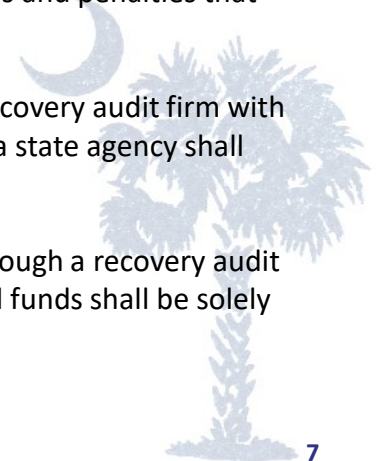 s and penalties that
covery audit firm with
a state agency shall
ough a recovery audit
l funds shall be solely
7